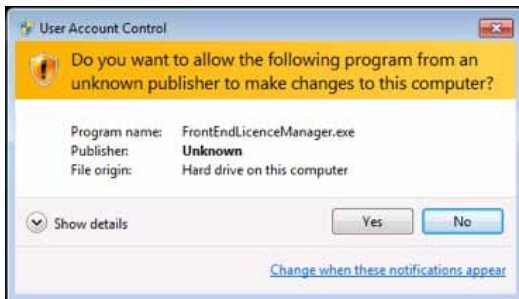 User Account Control
Do you want to allow the following program from an
unknown publisher to make changes to this computer?
Program name: FrontEndLicenceManager.exe
Publisher: Unknown
File origin: Hard drive on this computer
Show details Yes No
Change when these notifications appear